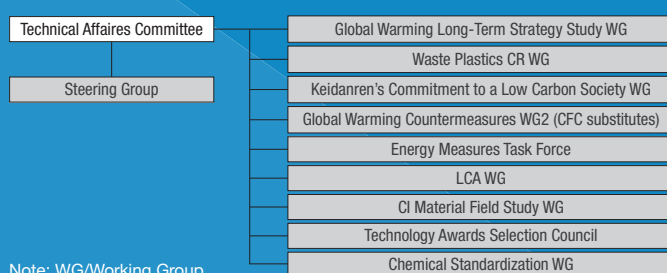 Technical Affaires Committee
Steering Group
Global Warming Long-Term Strategy Study WG
Waste Plastics CR WG
Keidanren's Commitment to a Low Carbon Society WG
Global Warming Countermeasures WG2 (CFC substitutes)
Energy Measures Task Force
LCA WG
CI Material Field Study WG
Technology Awards Selection Council
Chemical Standardization WG
Note: WG/Working Group